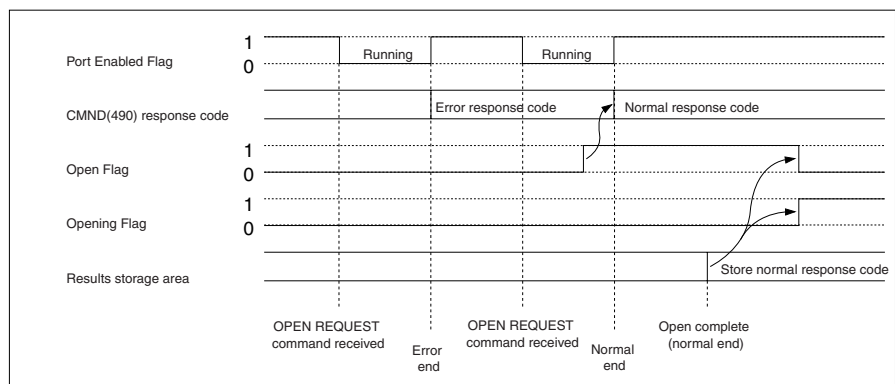 1
Port Enabled Flag
0
Running
Running
CMND(490) response code
Error response code
Normal response code
1
Open Flag
0
1
Opening Flag
0
Results storage area
Store normal response code
OPEN REQUEST
command received
Error
end
OPEN REQUEST
command received
Normal
end
Open complete
(normal end)